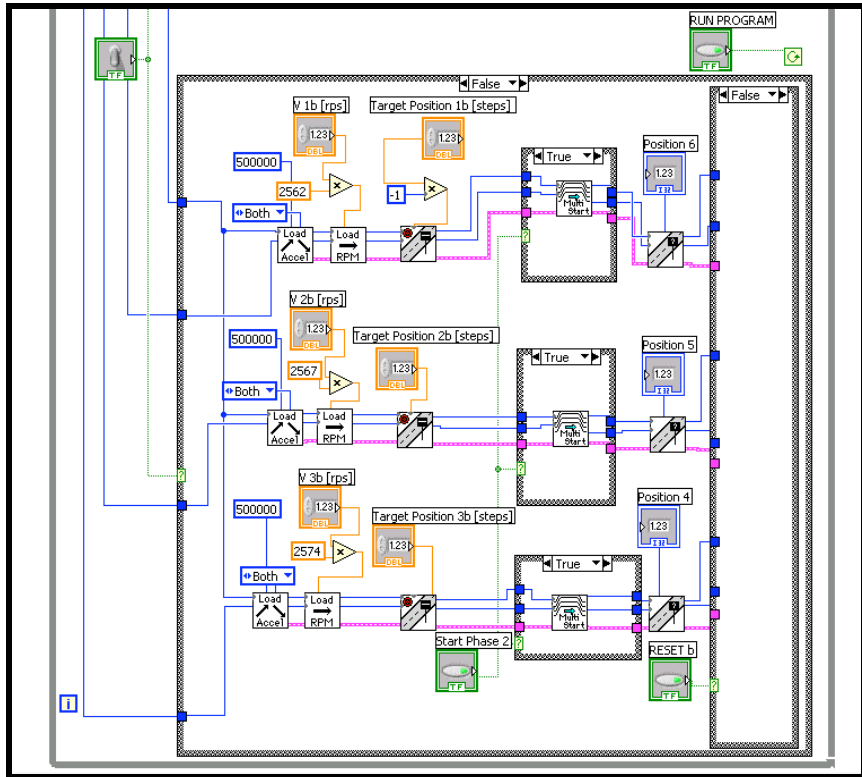 RUN PROGRAM
TF
TF
False
False
V 1b [rps]
Target Position 1b [steps]
1.23
DBL
1.23
DBL
500000
2562
x
-1
x
True
Position 6
1.23
I32
Both
Load
Accel
Load
RPM
Multi
Start
?
?
V 2b [rps]
1.23
DBL
Target Position 2b [steps]
500000
2567
x
1.23
DBL
True
Position 5
1.23
I32
Both
Load
Accel
Load
RPM
Multi
Start
?
?
?
V 3b [rps]
1.23
DBL
Target Position 3b [steps]
500000
2574
x
1.23
DBL
True
Position 4
1.23
Both
Load
Accel
Load
RPM
Multi
Start
?
?
Start Phase 2
TF
RESET b
TF
?
i